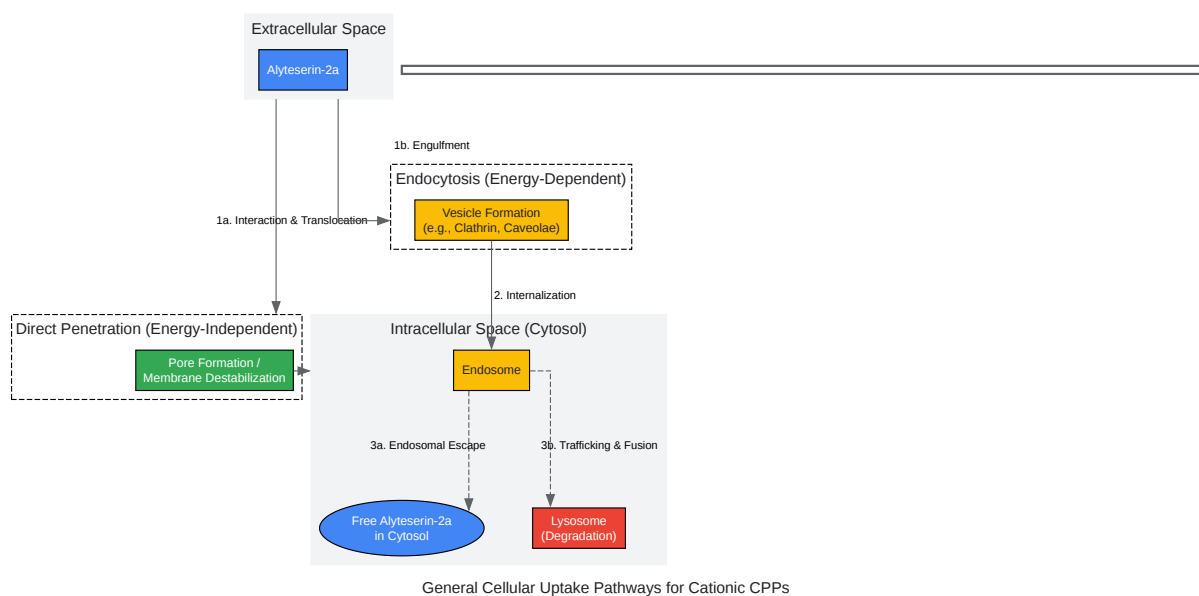 Extracellular Space
Alyteserin-2a
1b. Engulfment
Endocytosis (Energy-Dependent)
Vesicle Formation
(e.g., Clathrin, Caveolae)
1a. Interaction & Translocation
2. Internalization
Direct Penetration (Energy-Independent)
Pore Formation /
Membrane Destabilization
Intracellular Space (Cytosol)
Endosome
3a. Endosomal Escape
3b. Trafficking & Fusion
Free Alyteserin-2a
in Cytosol
Lysosome
(Degradation)
General Cellular Uptake Pathways for Cationic CPPs